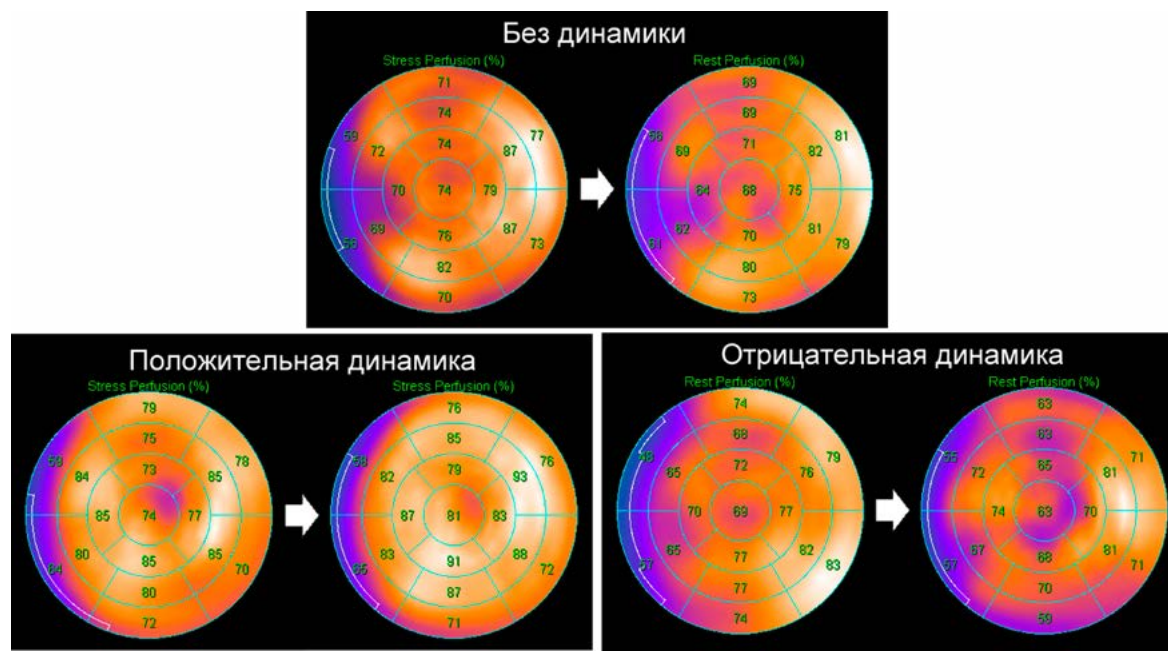 Без динамики
Stress Perfusion (%) Rest Perfusion (%)
71
74
74
59 72 77
87
70 74 79
69 76 87
56 82 73
70
69
69
71
56 69 81
82
64 68 75
62 70 81
61 80 79
73
Положительная динамика
Stress Perfusion (%) Stress Perfusion (%)
79
75
73
59 84 85 78
85 74 77
80 85 85
64 80 70
72
76
85
79
58 82 93 76
87 81 83
83 91 88
65 87 72
71
Отрицательная динамика
Rest Perfusion (%) Rest Perfusion (%)
74
68
72
48 65 76 79
70 69 77
65 77 82
57 77 83
74
63
63
65
55 72 81 71
74 63 70
67 68 81
57 70 71
59